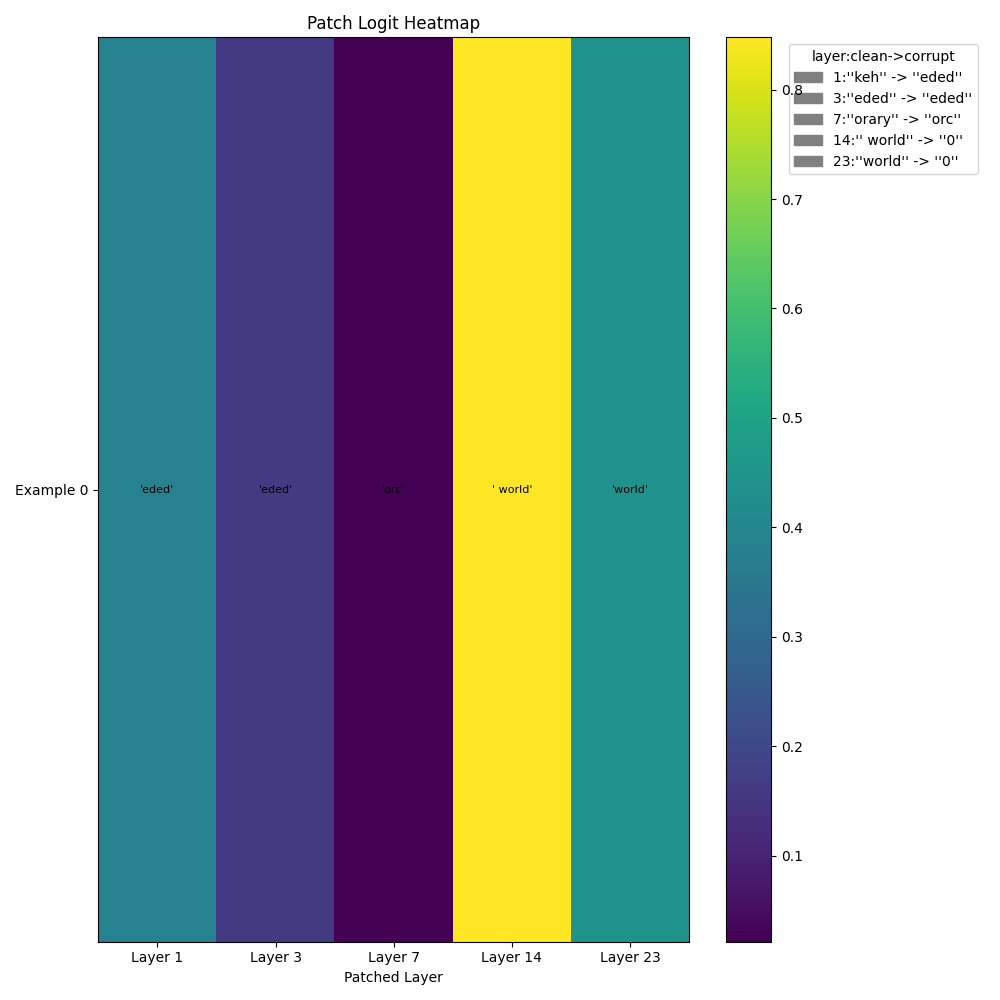 Patch Logit Heatmap
layer:clean->corrupt
1:''keh'' -> ''eded''
3:''eded'' -> ''eded''
7:''orary'' -> ''orc''
14:'' world'' -> ''0''
23:''world'' -> ''0''
0.8
0.7
0.6
0.5
0.4
0.3
0.2
0.1
Example 0
'eded'
'eded'
'orc'
' world'
'world'
Layer 1
Layer 3
Layer 7
Layer 14
Layer 23
Patched Layer